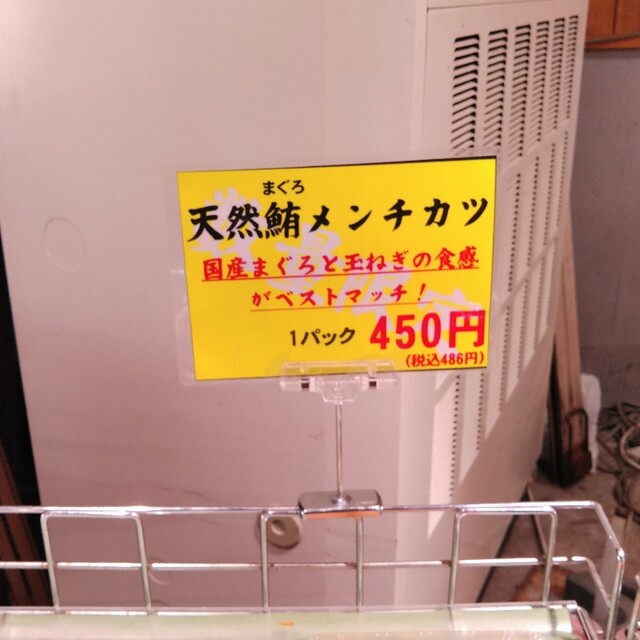 まぐろ
天然鮪メンチカツ
国産まぐろと玉ねぎの食感
がベストマッチ！
1パック 450円
(税込486円)